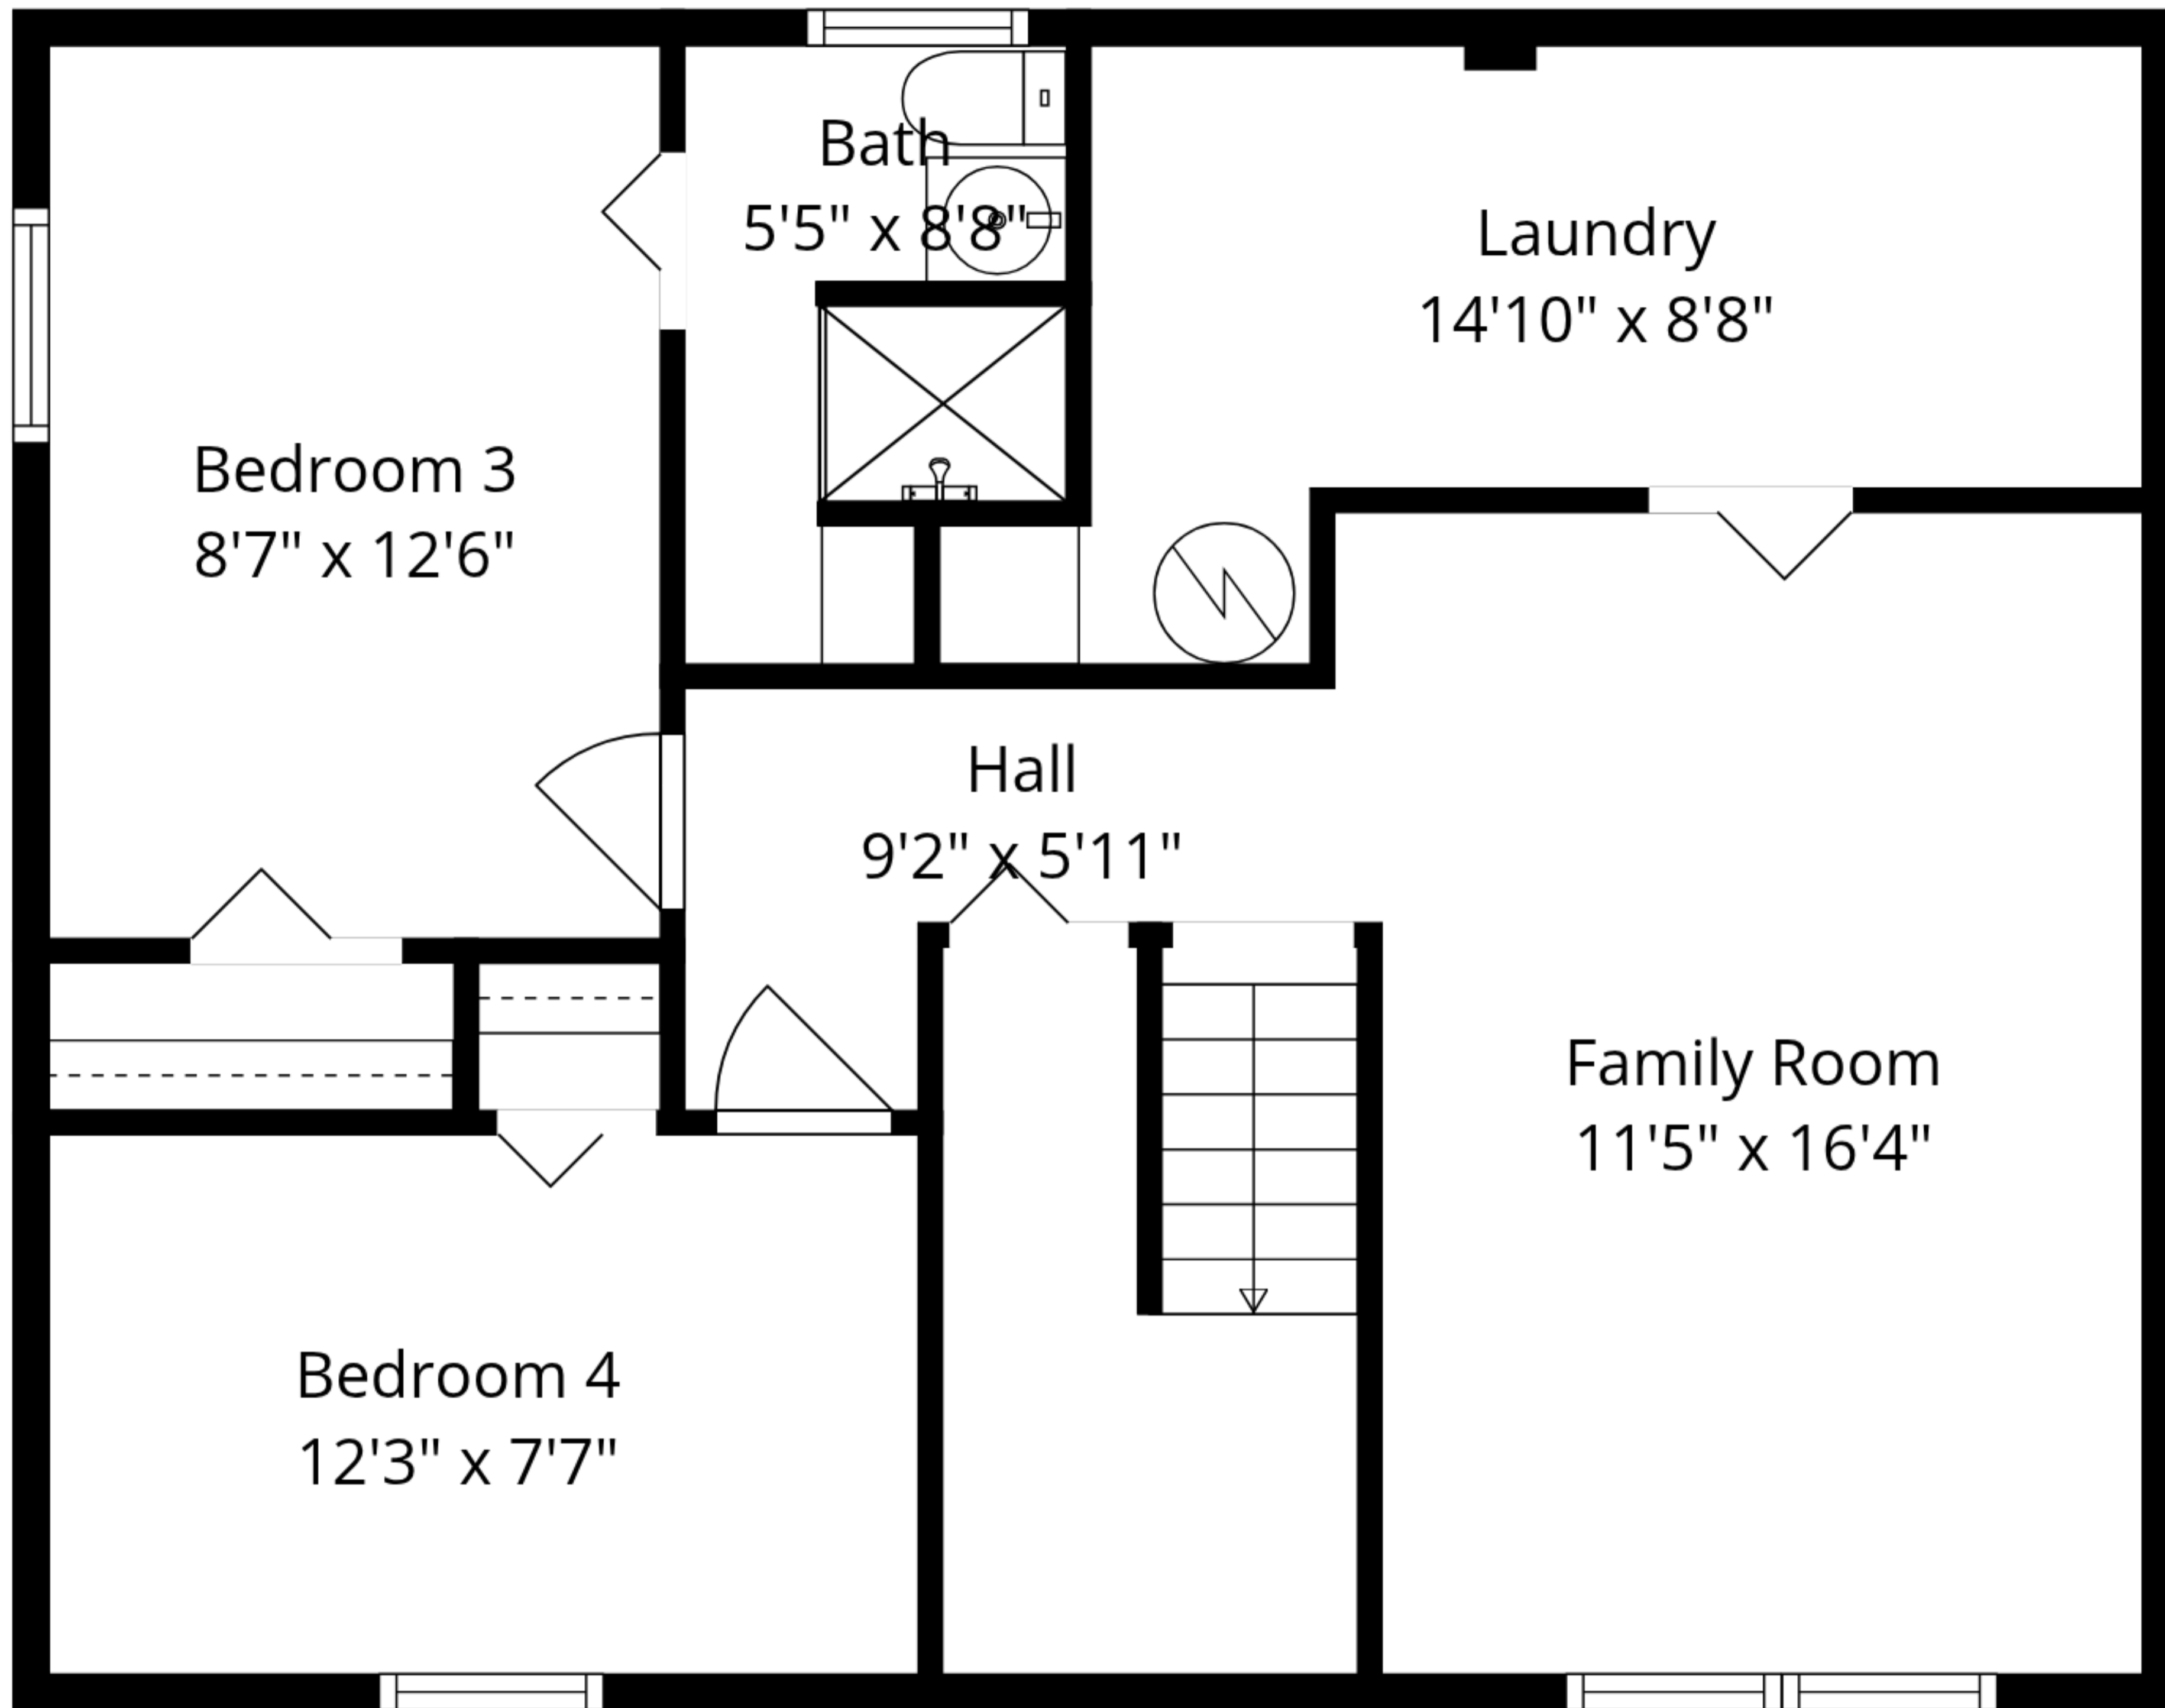 Bath
5'5" x 8'8"
Laundry
14'10" x 8'8"
Bedroom 3
8'7" x 12'6"
Hall
9'2" x 5'11"
Family Room
11'5" x 16'4"
Bedroom 4
12'3" x 7'7"